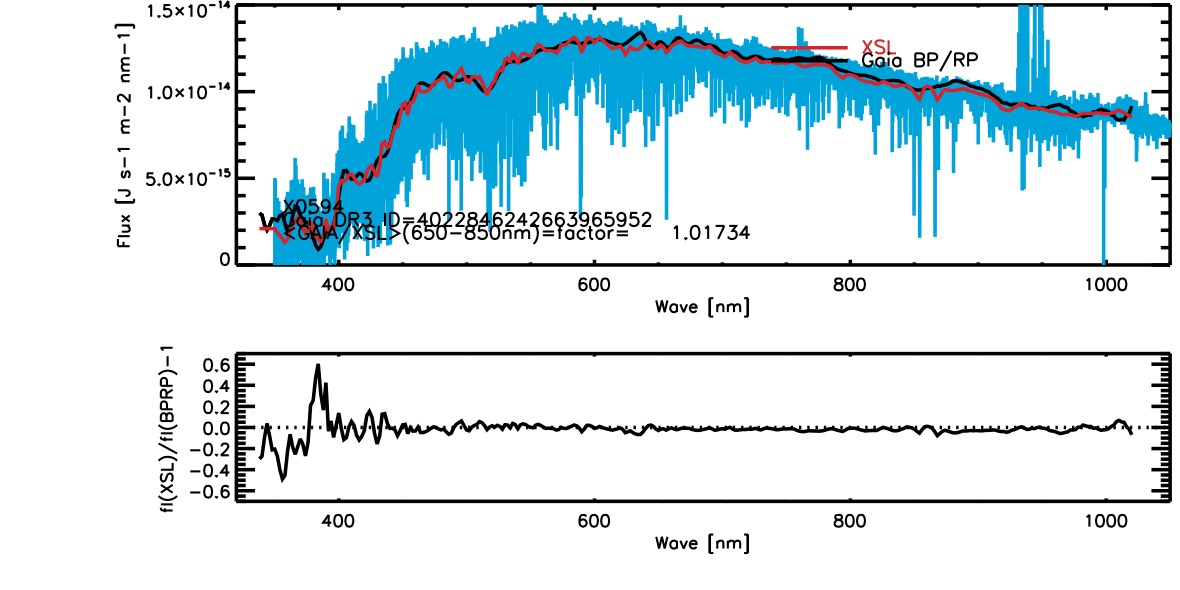 1.5×10−14
1.0×10−14
5.0×10−15
0
Flux [J s−1 m−2 nm−1]
XSL
Gaia BP/RP
X0594
Gaia DR3 ID=4022846242663965952
<GAIA/XSL>(650−850nm)=factor= 1.01734
400 600 800 1000
Wave [nm]
fl(XSL)/fl(BPRP)−1
0.6
0.4
0.2
0.0
−0.2
−0.4
−0.6
400 600 800 1000
Wave [nm]